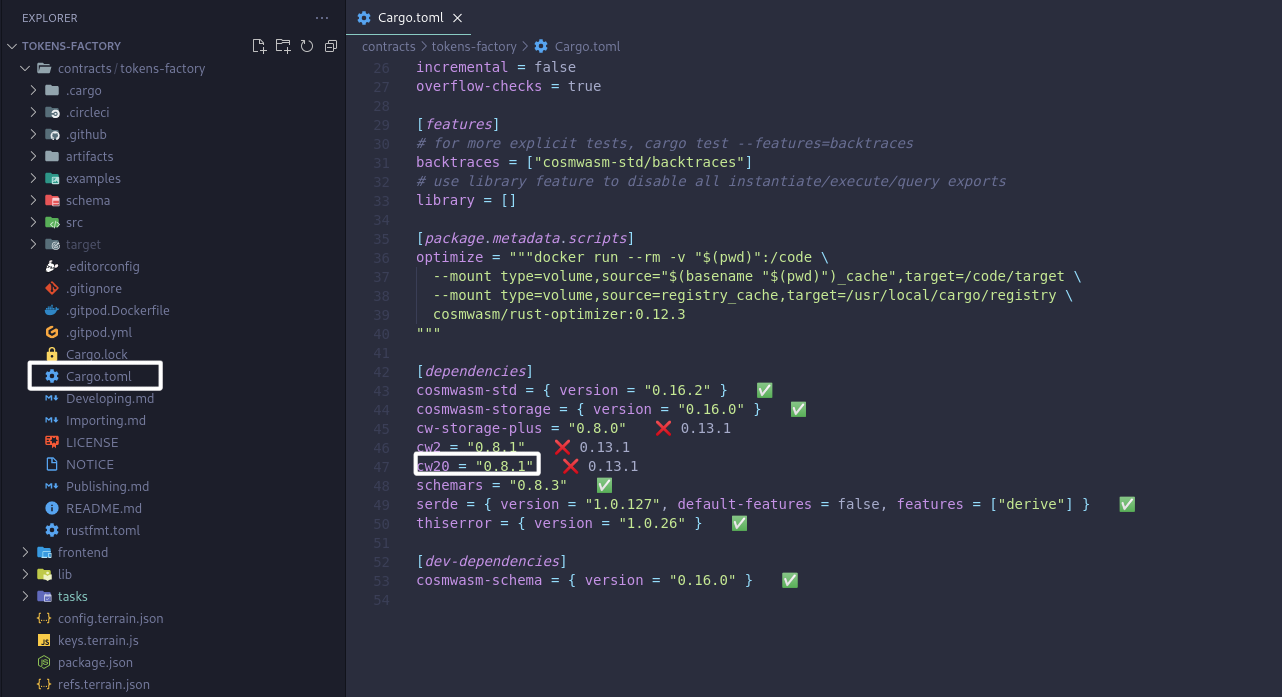 EXPLORER
TOKENS-FACTORY
contracts / tokens-factory
.cargo
.circleci
.github
artifacts
examples
schema
src
target
.editorconfig
.gitignore
.gitpod.Dockerfile
.gitpod.yml
Cargo.lock
Cargo.toml
Developing.md
Importing.md
LICENSE
NOTICE
Publishing.md
README.md
rustfmt.toml
frontend
lib
tasks
config.terrain.json
keys.terrain.js
package.json
refs.terrain.json
Cargo.toml
contracts > tokens-factory > Cargo.toml
26 incremental = false
27 overflow-checks = true
28
29 [features]
30 # for more explicit tests, cargo test --features=backtraces
31 backtraces = ["cosmwasm-std/backtraces"]
32 # use library feature to disable all instantiate/execute/query exports
33 library = []
34
35 [package.metadata.scripts]
36 optimize = """docker run --rm -v "$(pwd)":/code \
37   --mount type=volume,source="$(basename "$(pwd)")_cache",target=/code/target \
38   --mount type=volume,source=registry_cache,target=/usr/local/cargo/registry \
39   cosmwasm/rust-optimizer:0.12.3
40 """
41
42 [dependencies]
43 cosmwasm-std = { version = "0.16.2" } ✅
44 cosmwasm-storage = { version = "0.16.0" } ✅
45 cw-storage-plus = "0.8.0" ❌ 0.13.1
46 cw2 = "0.8.1" ❌ 0.13.1
47 cw20 = "0.8.1" ❌ 0.13.1
48 schemars = "0.8.3" ✅
49 serde = { version = "1.0.127", default-features = false, features = ["derive"] } ✅
50 thiserror = { version = "1.0.26" } ✅
51
52 [dev-dependencies]
53 cosmwasm-schema = { version = "0.16.0" } ✅
54